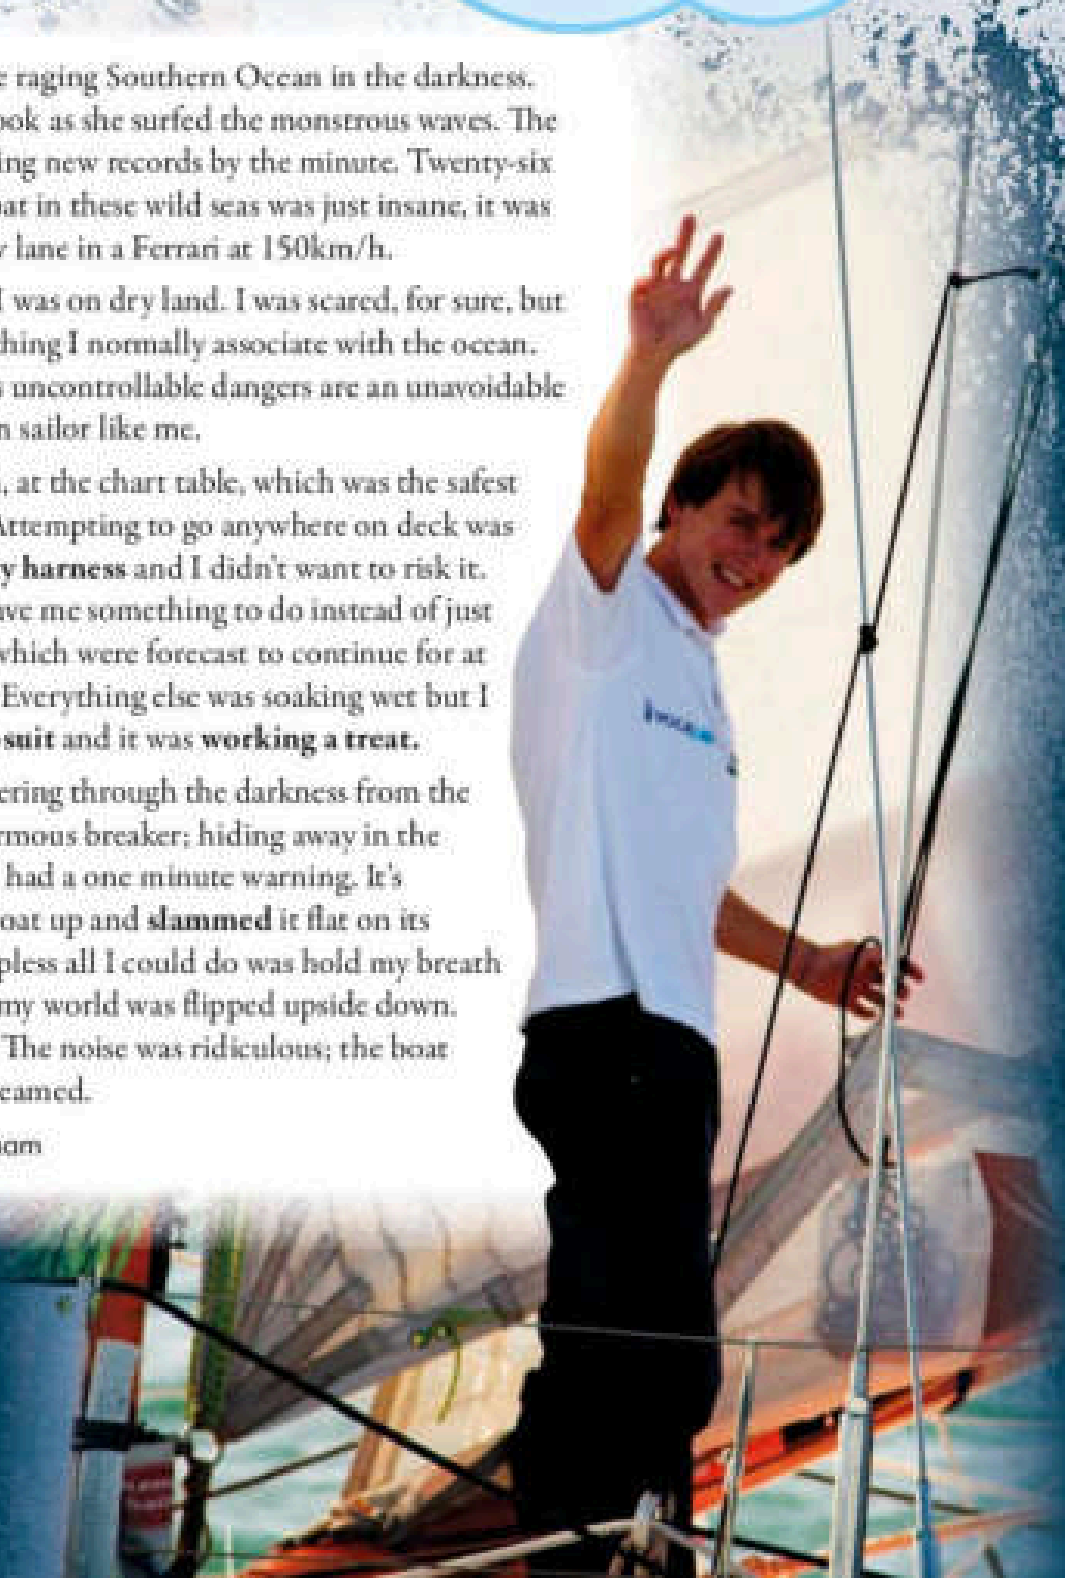 raging Southern Ocean in the darkness.
as she surfed the monstrous waves. The
new records by the minute. Twenty-six
in these wild seas was just insane, it was
lane in a Ferrari at 150km/h.
I was on dry land. I was scared, for sure, but
thing I normally associate with the ocean.
uncontrollable dangers are an unavoidable
sailor like me.
, at the chart table, which was the safest
Attempting to go anywhere on deck was
y harness and I didn't want to risk it.
ave me something to do instead of just
which were forecast to continue for at
Everything else was soaking wet but I
suit and it was working a treat.
ering through the darkness from the
rmous breaker; hiding away in the
had a one minute warning. It's
oat up and slammed it flat on its
pless all I could do was hold my breath
my world was flipped upside down.
The noise was ridiculous; the boat
eamed.
ham